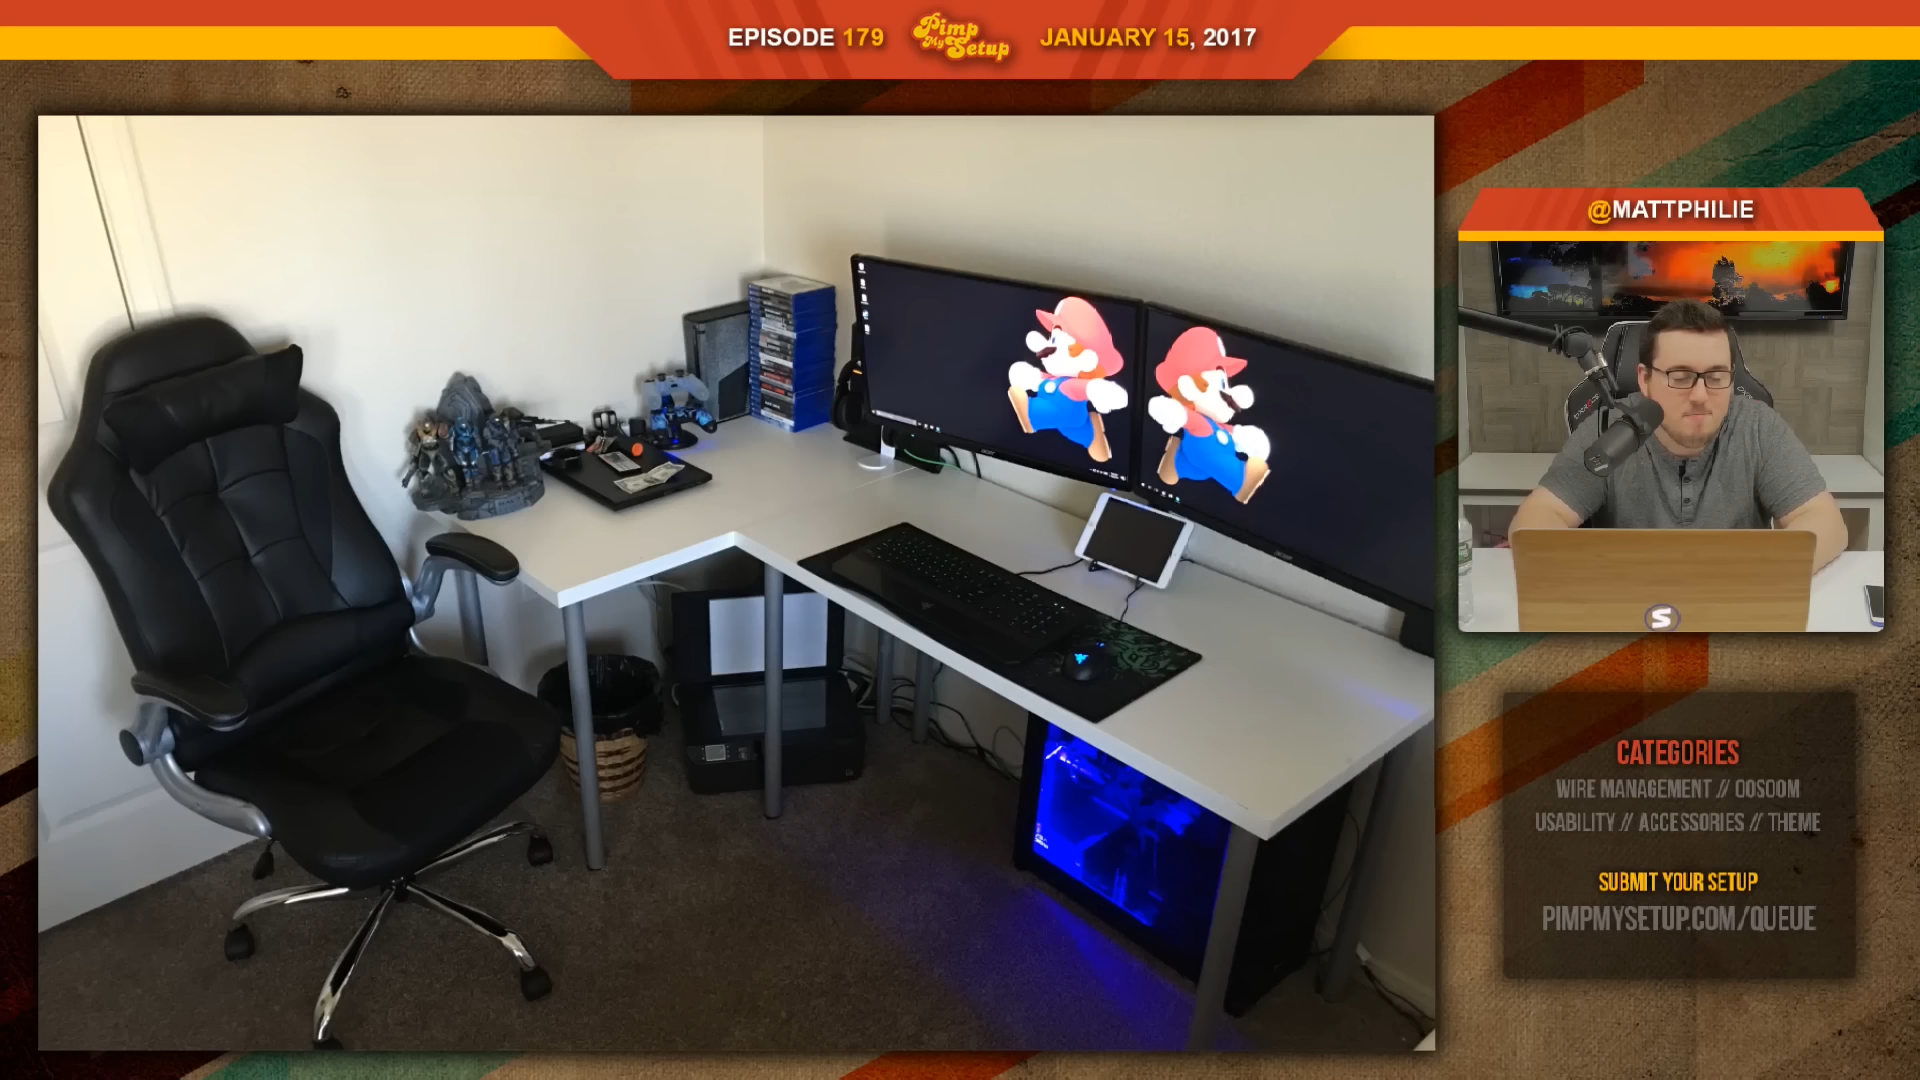 EPISODE 179
Pimp
My
Setup
JANUARY 15, 2017
@MATTPHILIE
S
CATEGORIES
WIRE MANAGEMENT // OOSOOM
USABILITY // ACCESSORIES // THEME
SUBMIT YOUR SETUP
PIMPMYSETUP.COM/QUEUE